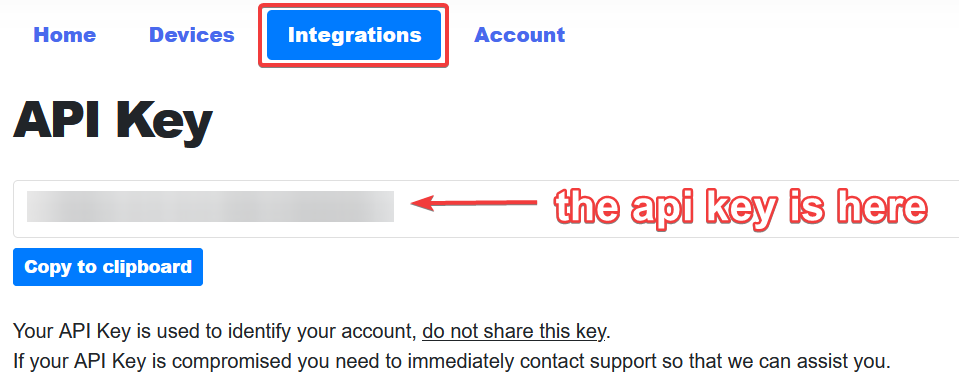 Home Devices Integrations Account
API Key
the api key is here
Copy to clipboard
Your API Key is used to identify your account, do not share this key.
If your API Key is compromised you need to immediately contact support so that we can assist you.